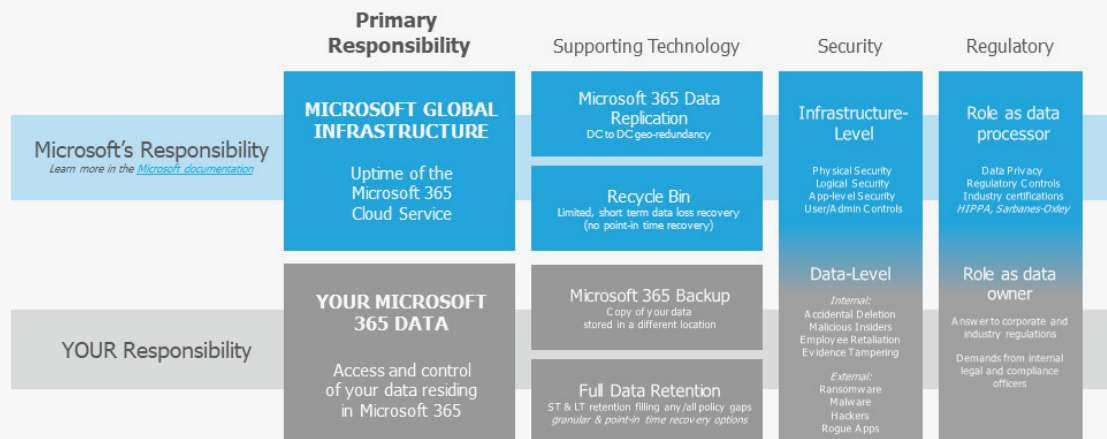 Primary
Responsibility
Supporting Technology
Security
Regulatory
Microsoft's Responsibility
Learn more in the Microsoft documentation
MICROSOFT GLOBAL
INFRASTRUCTURE
Uptime of the
Microsoft 365
Cloud Service
Microsoft 365 Data
Replication
DC to DC geo-redundancy
Recycle Bin
Limited, short term data loss recovery
(no point-in time recovery)
Infrastructure-
Level
Physical Security
Logical Security
App-level Security
User/Admin Controls
Role as data
processor
Data Privacy
Regulatory Controls
Industry certifications
HIPPA, Sarbanes-Oxley
YOUR Responsibility
YOUR MICROSOFT
365 DATA
Access and control
of your data residing
in Microsoft 365
Microsoft 365 Backup
Copy of your data
stored in a different location
Full Data Retention
ST & LT retention filling any/all policy gaps
granular & point-in time recovery options
Data-Level
Internal:
Accidental Deletion
Malicious Insiders
Employee Retaliation
Evidence Tampering
External:
Ransomware
Malware
Hackers
Rogue Apps
Role as data
owner
Answer to corporate and
industry regulations
Demands from internal
legal and compliance
officers